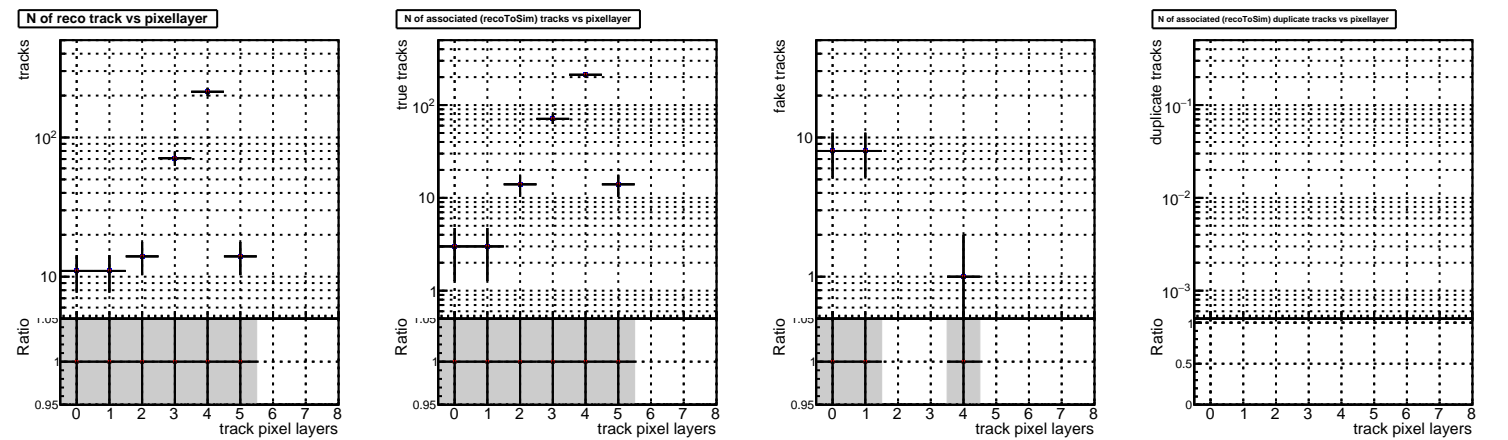 N of reco track vs pixellayer
tracks
10²
10
Ratio
1.05
1
0.95
0 1 2 3 4 5 6 7 8
track pixel layers
N of associated (recoToSim) tracks vs pixellayer
true tracks
10²
10
1
Ratio
1.05
1
0.95
0 1 2 3 4 5 6 7 8
track pixel layers
fake tracks
10
1
Ratio
1.05
1
0.95
0 1 2 3 4 5 6 7 8
track pixel layers
N of associated (recoToSim) duplicate tracks vs pixellayer
duplicate tracks
10⁻¹
10⁻²
10⁻³
Ratio
1
0.5
0
0 1 2 3 4 5 6 7 8
track pixel layers